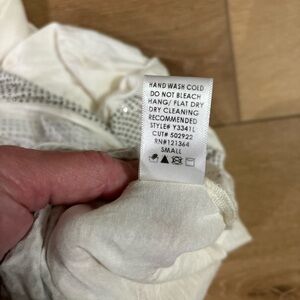 HAND WASH COLD
DO NOT BLEACH
HANG/ FLAT DRY
DRY CLEANING
RECOMMENDED
STYLE# Y3341L
CUT# 502922
RN#121364
SMALL